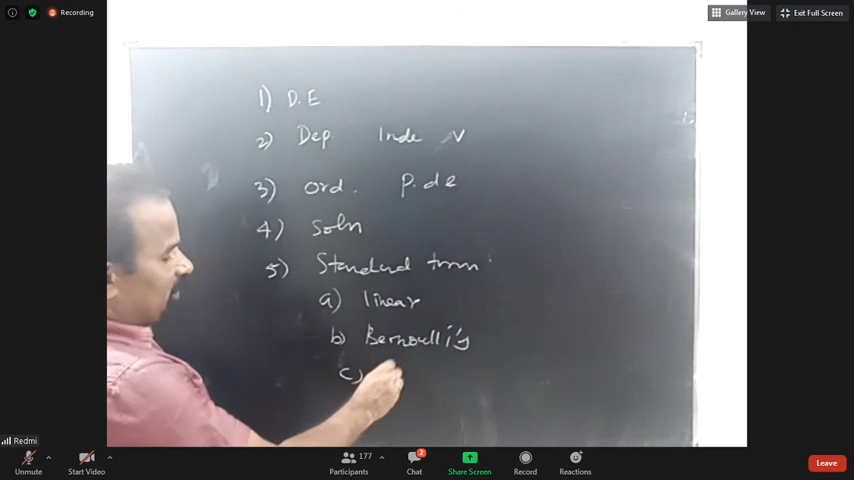 Recording
Gallery View
Exit Full Screen
1) D.E
2) Dep. Inde V
3) Ord. P.d e
4) Soln
5) Standard form
a) linear
b) Bernoulli's
c)
Redmi
Unmute
Start Video
177
Participants
2
Chat
Share Screen
Record
Reactions
Leave